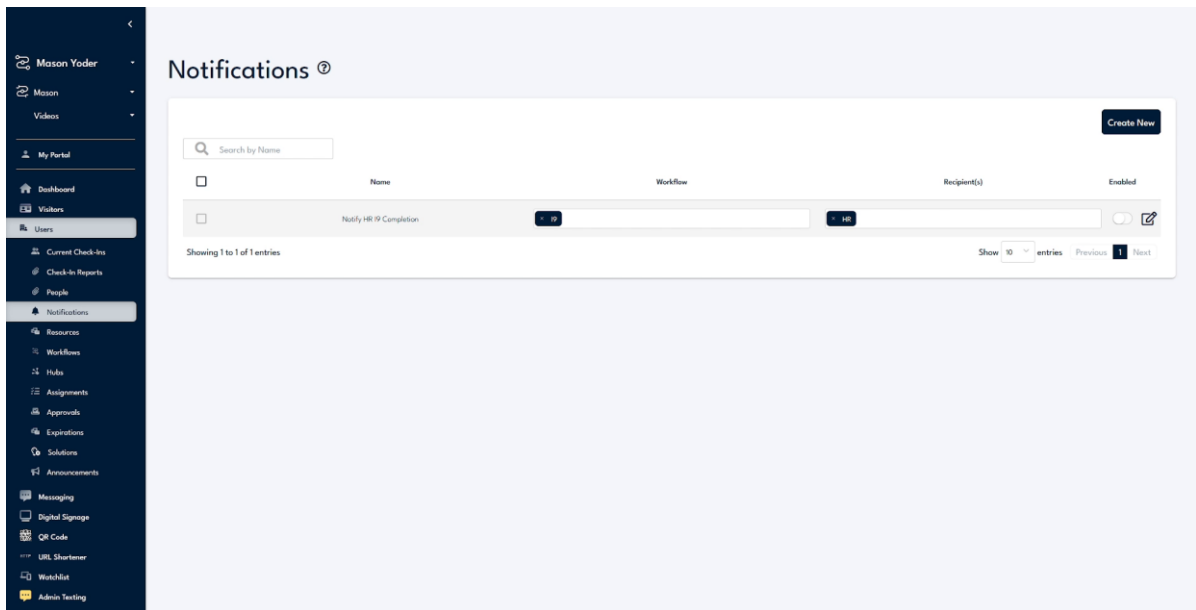 Mason Yoder
Mason
Videos
My Portal
Dashboard
Visitors
Users
Current Check-Ins
Check-In Reports
People
Notifications
Resources
Workflows
Hubs
Assignments
Approvals
Expirations
Solutions
Announcements
Messaging
Digital Signage
QR Code
HTTP URL Shortener
Watchlist
Admin Testing
Notifications ?
Create New
Search by Name
Name Workflow Recipient(s) Enabled
Notify HR I9 Completion × I9 × HR
Showing 1 to 1 of 1 entries Show 10 entries Previous 1 Next